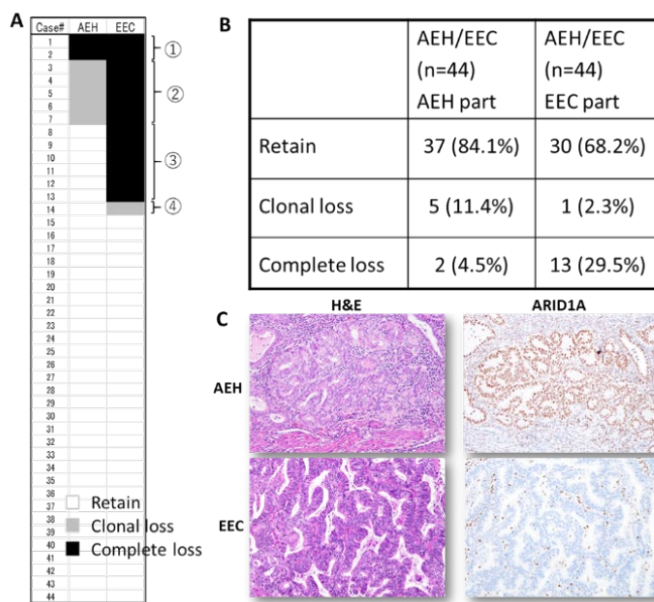 A
Case# AEH EEC
1
2
3
4
5
6
7
8
9
10
11
12
13
14
15
16
17
18
19
20
21
22
23
24
25
26
27
28
29
30
31
32
33
34
35
36
37
38
39
40
41
42
43
44
①
②
③
④
Retain
Clonal loss
Complete loss
B
AEH/EEC
(n=44)
AEH part
AEH/EEC
(n=44)
EEC part
Retain 37 (84.1%) 30 (68.2%)
Clonal loss 5 (11.4%) 1 (2.3%)
Complete loss 2 (4.5%) 13 (29.5%)
C
H&E ARID1A
AEH
EEC